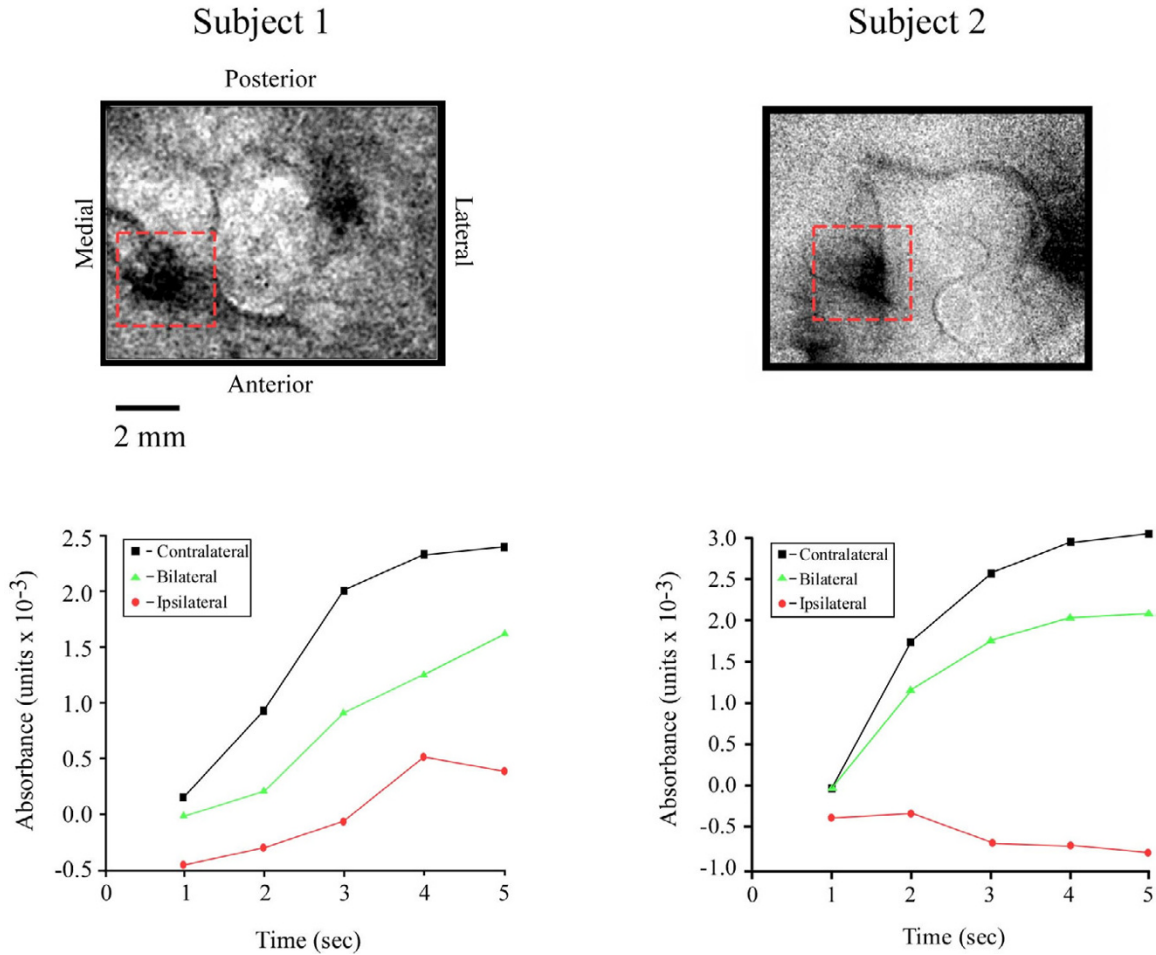 Subject 1
Posterior
Medial
Lateral
Anterior
2 mm
Subject 2
Absorbance (units x 10-3)
2.5
2.0
1.5
1.0
0.5
0.0
-0.5
- Contralateral
- Bilateral
- Ipsilateral
0 1 2 3 4 5
Time (sec)
Absorbance (units x 10-3)
3.0
2.5
2.0
1.5
1.0
0.5
0.0
-0.5
-1.0
- Contralateral
- Bilateral
- Ipsilateral
0 1 2 3 4 5
Time (sec)